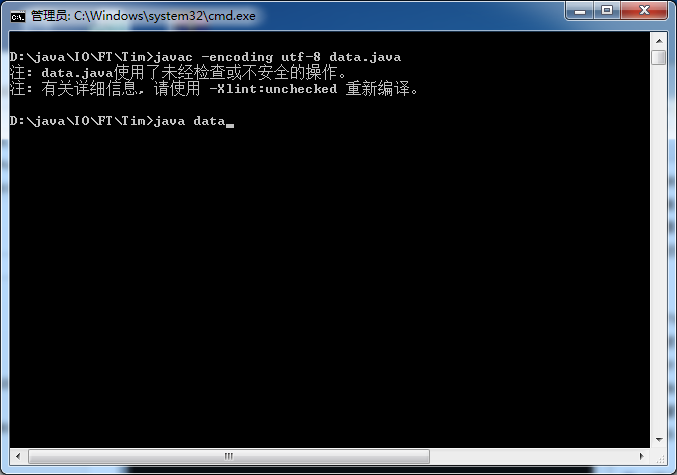 管理员: C:\Windows\system32\cmd.exe
D:\java\IO\FT\Tim>javac -encoding utf-8 data.java
注: data.java使用了未经检查或不安全的操作。
注: 有关详细信息, 请使用 -Xlint:unchecked 重新编译。
D:\java\IO\FT\Tim>java data